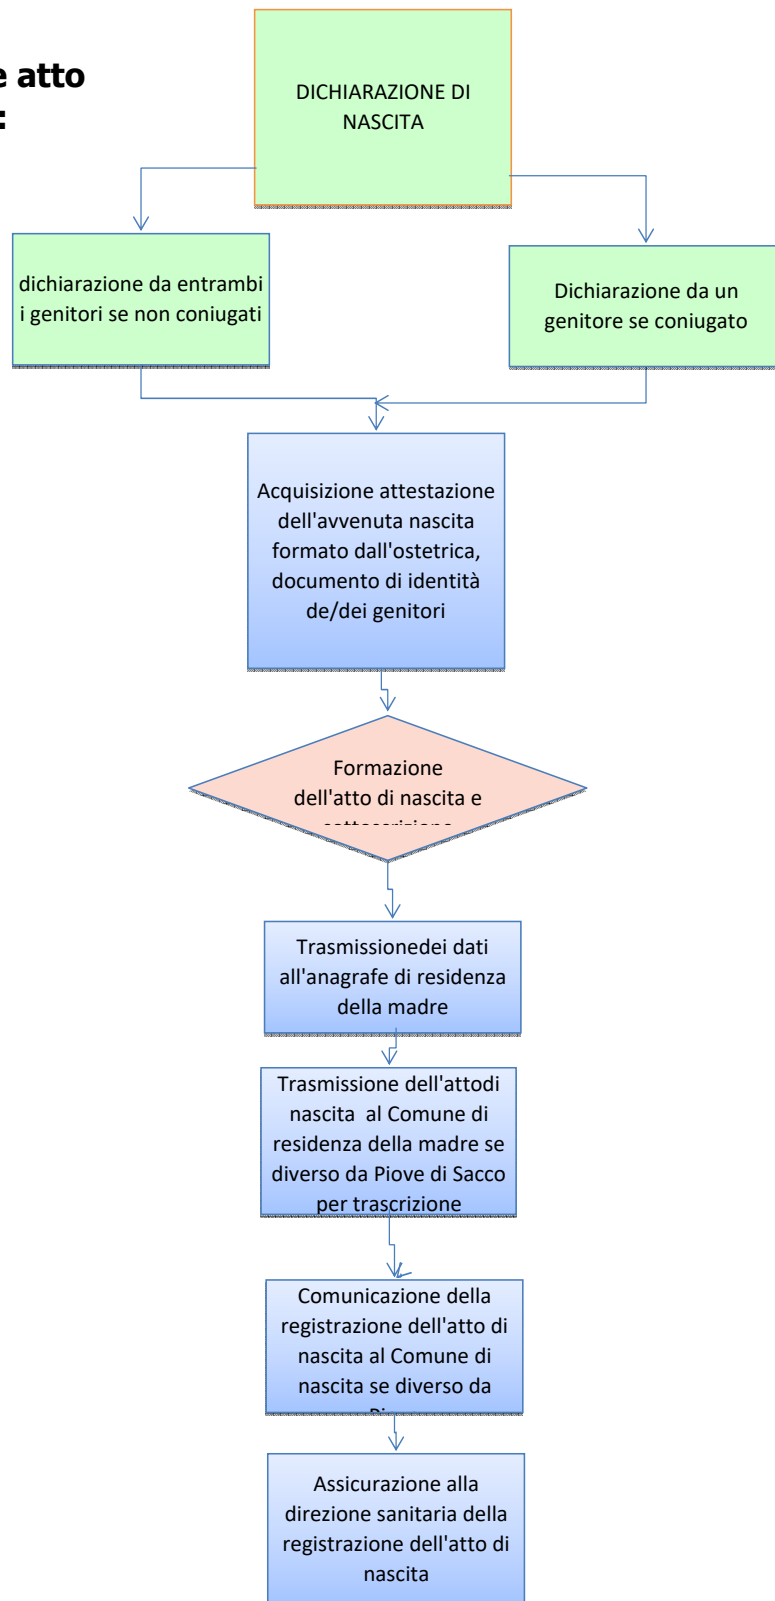 e atto
:
DICHIARAZIONE DI
NASCITA
dichiarazione da entrambi
i genitori se non coniugati
Dichiarazione da un
genitore se coniugato
Acquisizione attestazione
dell'avvenuta nascita
formato dall'ostetrica,
documento di identità
de/dei genitori
Formazione
dell'atto di nascita e
Trasmissionedei dati
all'anagrafe di residenza
della madre
Trasmissione dell'attodi
nascita al Comune di
residenza della madre se
diverso da Piove di Sacco
per trascrizione
Comunicazione della
registrazione dell'atto di
nascita al Comune di
nascita se diverso da
Assicurazione alla
direzione sanitaria della
registrazione dell'atto di
nascita